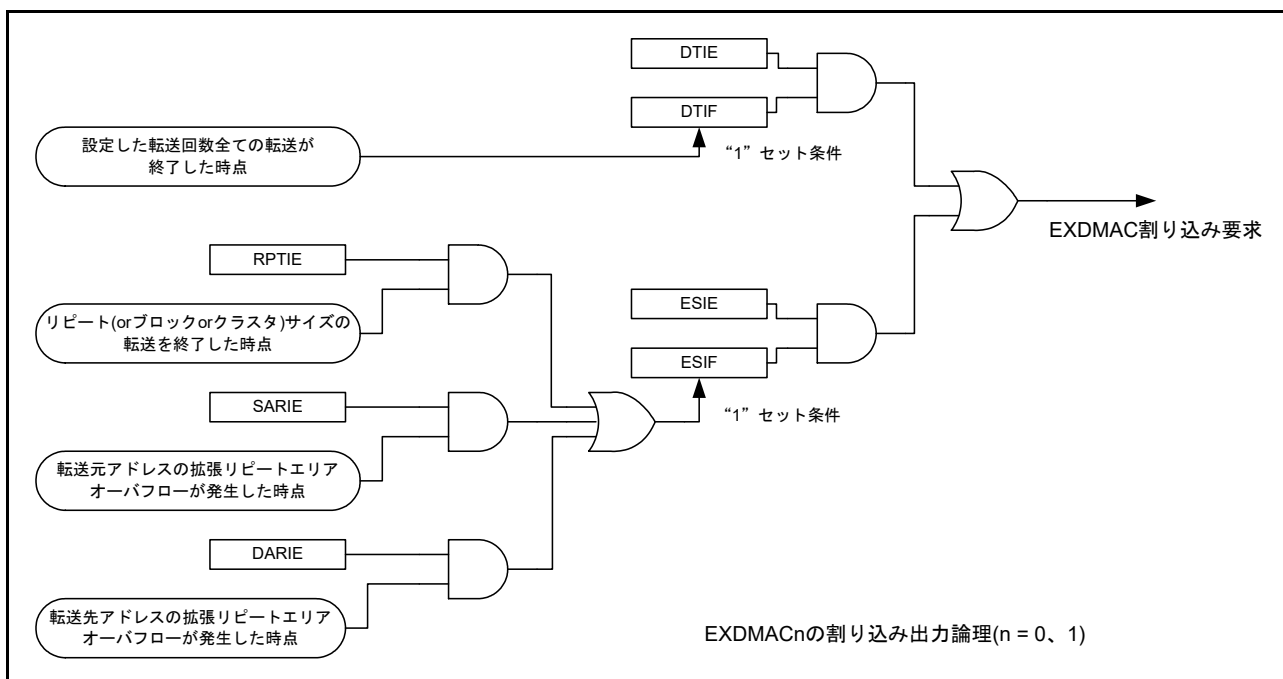 DTIE
DTIF
設定した転送回数全ての転送が
終了した時点
“1”セット条件
EXDMAC割り込み要求
RPTIE
リピート(orブロックorクラスタ)サイズの
転送を終了した時点
ESIE
ESIF
“1”セット条件
SARIE
転送元アドレスの拡張リピートエリア
オーバフローが発生した時点
DARIE
転送先アドレスの拡張リピートエリア
オーバフローが発生した時点
EXDMACnの割り込み出力論理(n = 0、1)